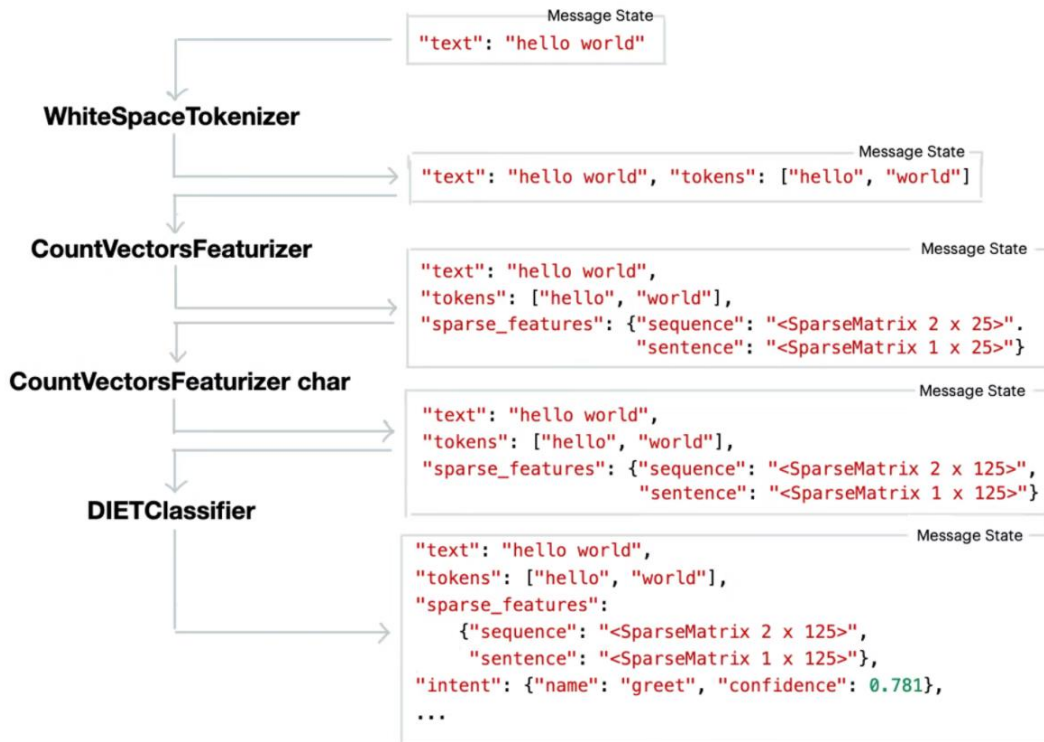 Message State
"text": "hello world"
WhiteSpaceTokenizer
Message State
"text": "hello world", "tokens": ["hello", "world"]
CountVectorsFeaturizer
Message State
"text": "hello world",
"tokens": ["hello", "world"],
"sparse_features": {"sequence": "<SparseMatrix 2 x 25>".
"sentence": "<SparseMatrix 1 x 25>"}
CountVectorsFeaturizer char
Message State
"text": "hello world",
"tokens": ["hello", "world"],
"sparse_features": {"sequence": "<SparseMatrix 2 x 125>",
"sentence": "<SparseMatrix 1 x 125>"}
DIETClassifier
Message State
"text": "hello world",
"tokens": ["hello", "world"],
"sparse_features":
{"sequence": "<SparseMatrix 2 x 125>",
"sentence": "<SparseMatrix 1 x 125>"},
"intent": {"name": "greet", "confidence": 0.781},
...